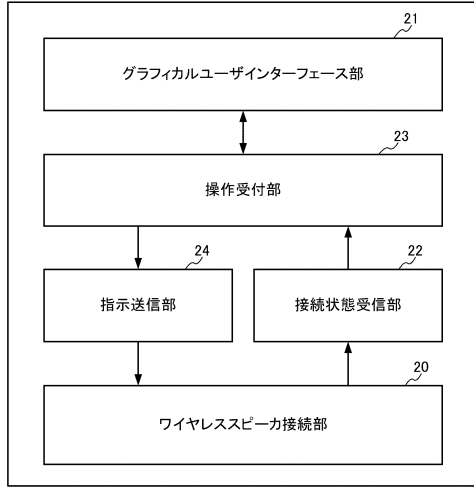 21
グラフィカルユーザインターフェース部
23
操作受付部
24
指示送信部
22
接続状態受信部
20
ワイヤレススピーカ接続部